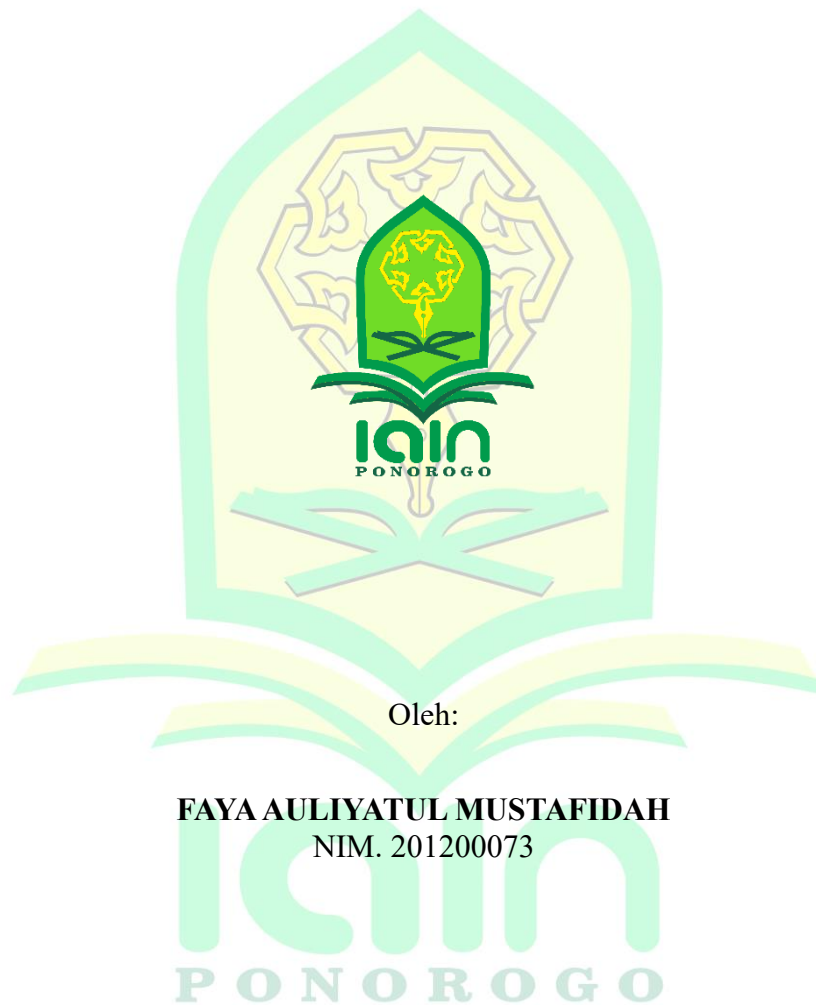 iain
PONOROGO
Oleh:
FAYA AULIYATUL MUSTAFIDAH
NIM. 201200073
iain
PONOROGO